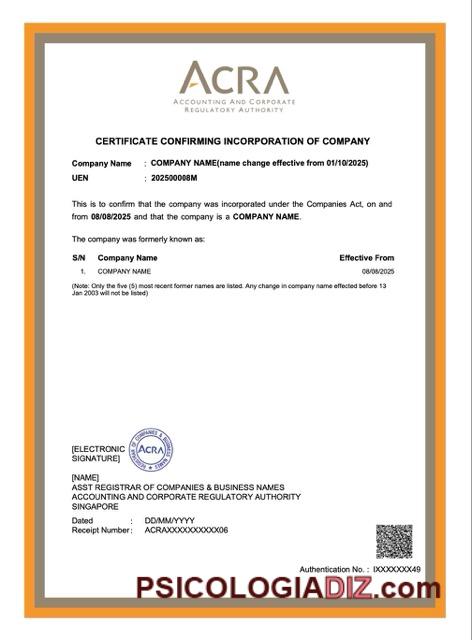 ACRA
ACCOUNTING AND CORPORATE
REGULATORY AUTHORITY
CERTIFICATE CONFIRMING INCORPORATION OF COMPANY
Company Name : COMPANY NAME(name change effective from 01/10/2025)
UEN : 202500008M
This is to confirm that the company was incorporated under the Companies Act, on and
from 08/08/2025 and that the company is a COMPANY NAME.
The company was formerly known as:
S/N Company Name Effective From
1. COMPANY NAME 08/08/2025
(Note: Only the five (5) most recent former names are listed. Any change in company name effected before 13
Jan 2003 will not be listed)
[ELECTRONIC
SIGNATURE]
REGISTRAR OF COMPANIES & BUSINESS NAMES
ACRA
[NAME]
ASST REGISTRAR OF COMPANIES & BUSINESS NAMES
ACCOUNTING AND CORPORATE REGULATORY AUTHORITY
SINGAPORE
Dated : DD/MM/YYYY
Receipt Number : ACRAXXXXXXXXXX06
Authentication No. : IXXXXXXX49
PSICOLOGIADIZ.com